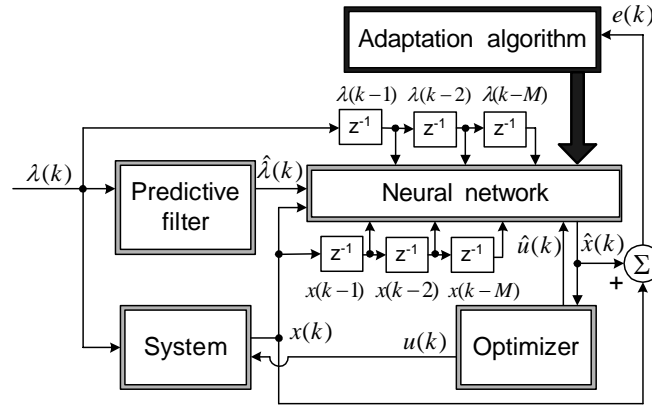 e(k)
Adaptation algorithm
λ(k−1) λ(k−2) λ(k−M)
z⁻¹ z⁻¹ z⁻¹
λ(k) λ̂(k)
Predictive
filter
Neural network
z⁻¹ z⁻¹ z⁻¹
û(k) x̂(k)
Σ
+
x(k−1) x(k−2) x(k−M)
System
x(k)
u(k)
Optimizer